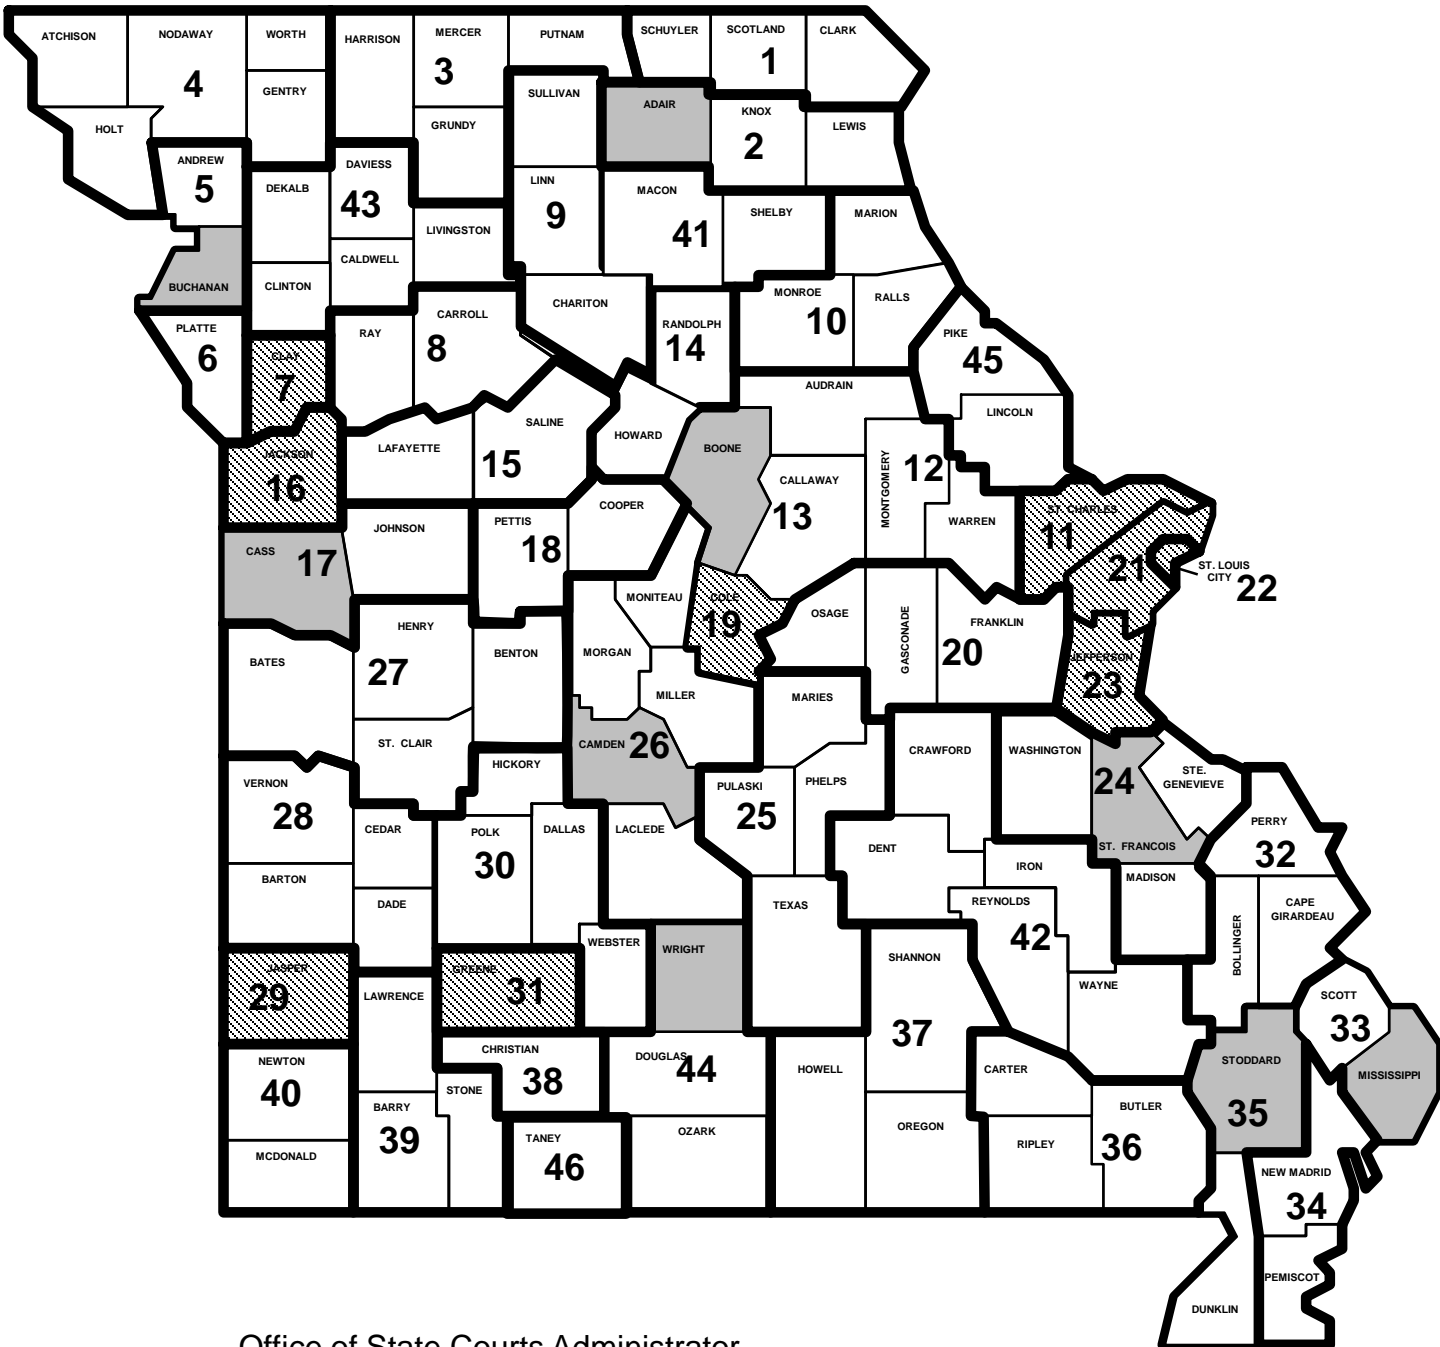 ATCHISON
NODAWAY
WORTH
HARRISON
MERCER
PUTNAM
SCHUYLER
SCOTLAND
CLARK
4
3
1
GENTRY
SULLIVAN
ADAIR
KNOX
HOLT
GRUNDY
2
LEWIS
ANDREW
5
DEKALB
DAVIESS
43
LINN
9
MACON
41
SHELBY
MARION
LIVINGSTON
CALDWELL
BUCHANAN
CLINTON
CHARITON
MONROE
10
RALLS
PLATTE
6
RAY
CARROLL
8
RANDOLPH
14
PIKE
45
CLAY
7
AUDRAIN
LINCOLN
SALINE
15
HOWARD
BOONE
LAFAYETTE
JACKSON
16
CALLAWAY
13
MONTGOMERY
12
COOPER
JOHNSON
PETTIS
18
WARREN
ST. CHARLES
11
CASS
17
21
ST. LOUIS
CITY
22
MONITEAU
COLE
19
OSAGE
GASCONADE
FRANKLIN
20
HENRY
27
BENTON
MORGAN
BATES
MILLER
MARIES
JEFFERSON
23
ST. CLAIR
CAMDEN
26
CRAWFORD
WASHINGTON
HICKORY
VERNON
28
PULASKI
25
PHELPS
24
STE.
GENEVIEVE
CEDAR
POLK
30
DALLAS
LACLEDE
DENT
ST. FRANCOIS
PERRY
32
BARTON
IRON
MADISON
DADE
TEXAS
REYNOLDS
42
CAPE
GIRARDEAU
BOLLINGER
WEBSTER
WRIGHT
JASPER
29
GREENE
31
SHANNON
WAYNE
LAWRENCE
SCOTT
33
37
CHRISTIAN
38
DOUGLAS
44
NEWTON
40
HOWELL
CARTER
STODDARD
35
MISSISSIPPI
STONE
BARRY
39
BUTLER
36
OREGON
OZARK
TANEY
46
RIPLEY
MCDONALD
NEW MADRID
34
PEMISCOT
DUNKLIN
Office of State Courts Administrator